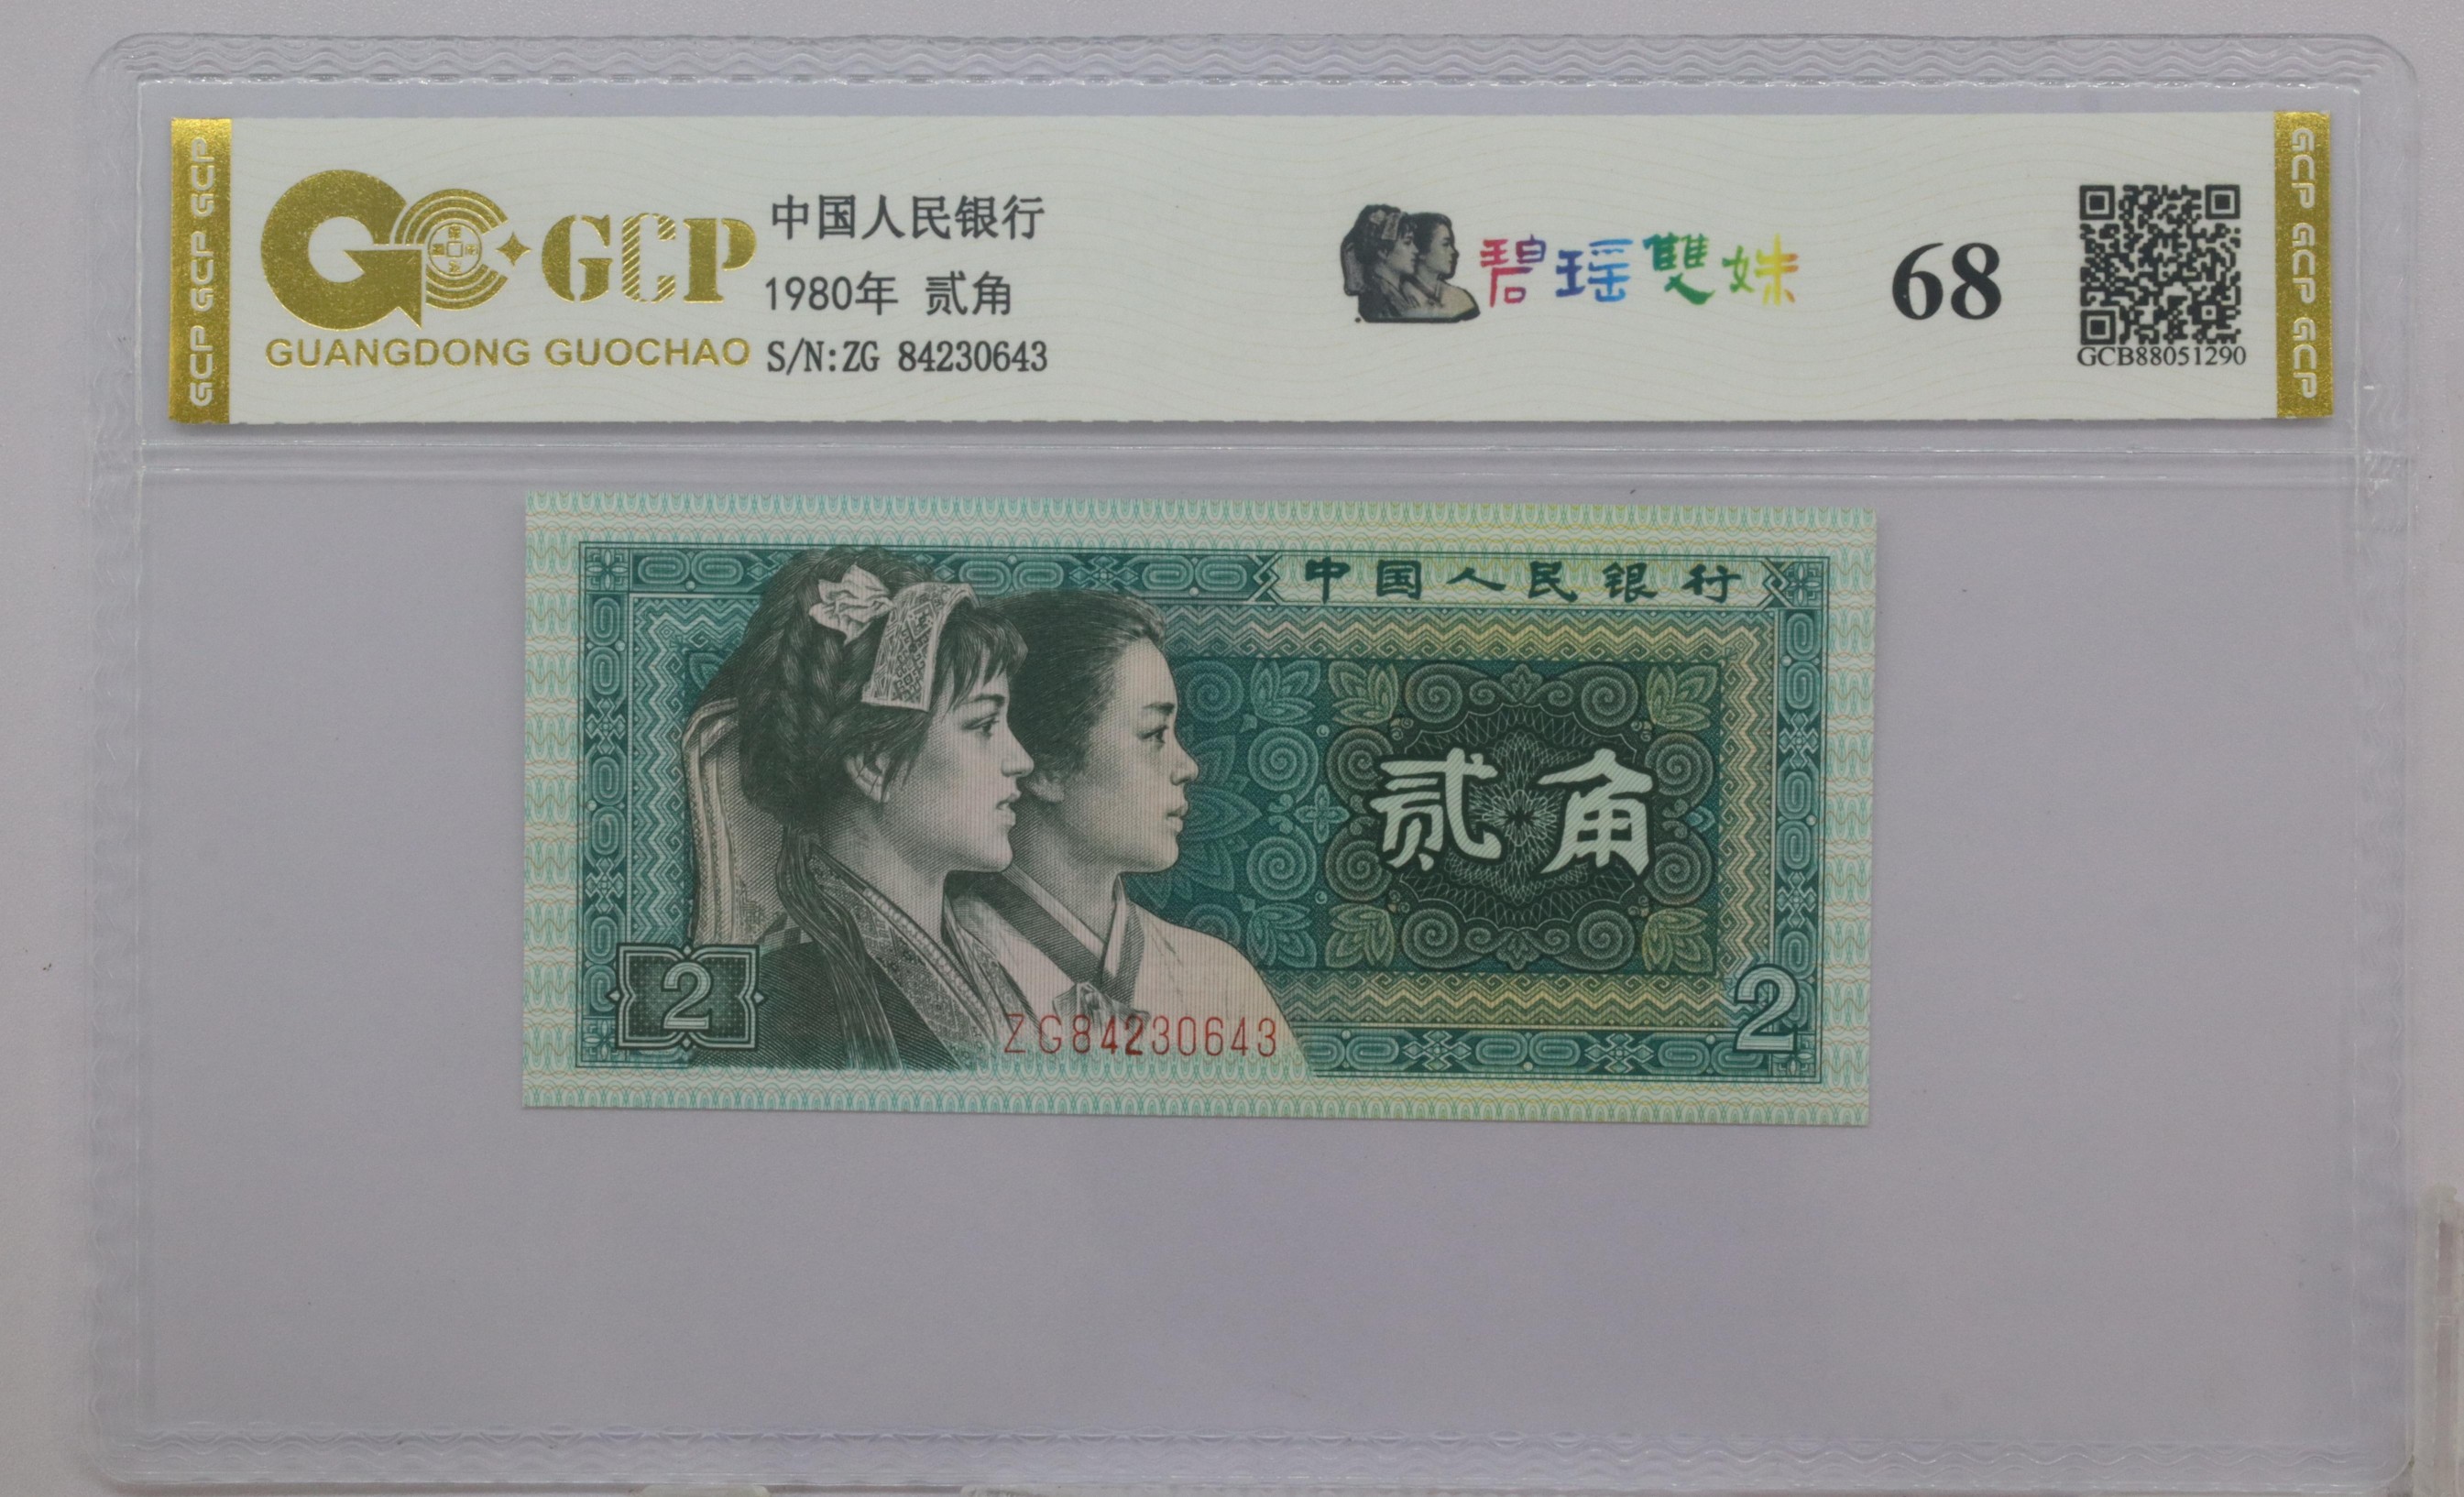 GCP GCP GCP
GCP
GUANGDONG GUOCHAO
中国人民银行
1980年 贰角
S/N:ZG 84230643
碧瑶雙妹
68
GCB88051290
GCP GCP GCP
中国人民银行
贰角
2
ZG84230643
2